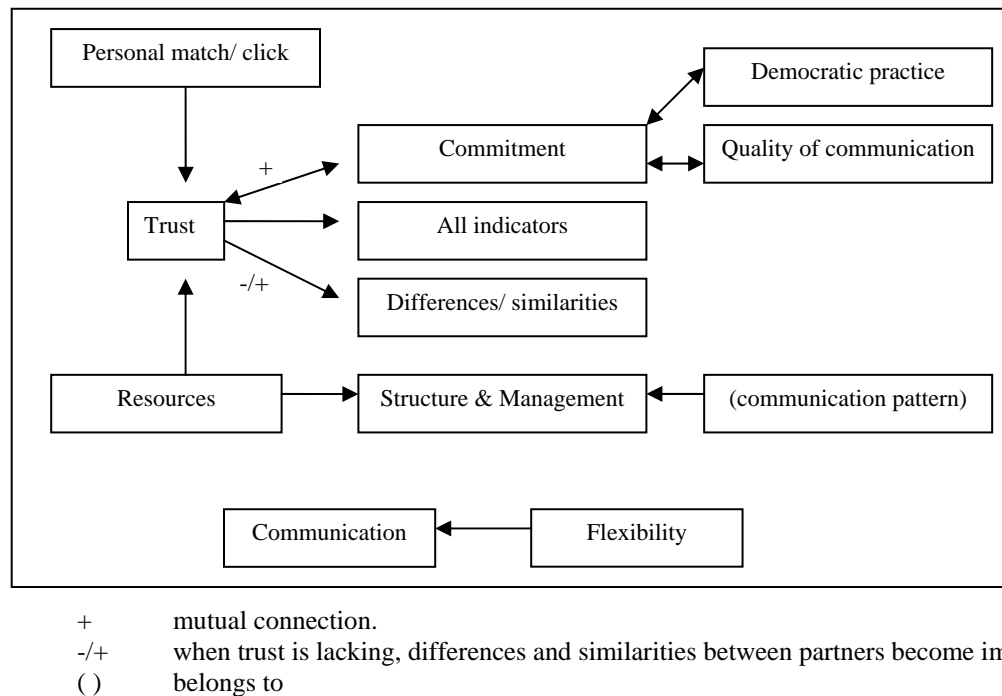 Personal match/ click
Democratic practice
Commitment
Quality of communication
+
Trust
All indicators
-/+
Differences/ similarities
Resources
Structure & Management
(communication pattern)
Communication
Flexibility
+ mutual connection.
-/+ when trust is lacking, differences and similarities between partners become
( ) belongs to